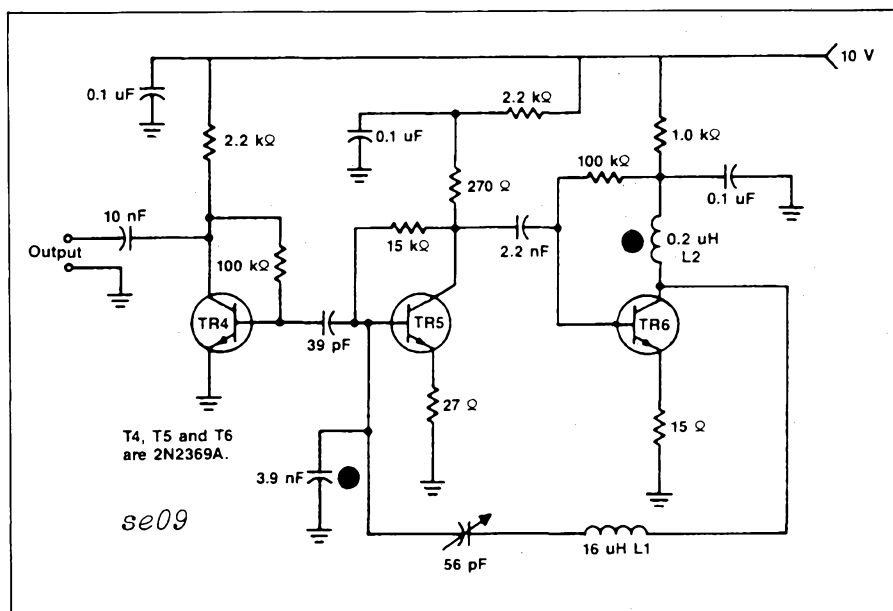 10 V
0.1 uF
2.2 kΩ
2.2 kΩ
0.1 uF
1.0 kΩ
100 kΩ
270 Ω
0.1 uF
10 nF
15 kΩ
2.2 nF
0.2 uH
L2
Output
100 kΩ
TR4
39 pF
TR5
TR6
27 Ω
15 Ω
T4, T5 and T6
are 2N2369A.
3.9 nF
se09
56 pF
16 uH L1